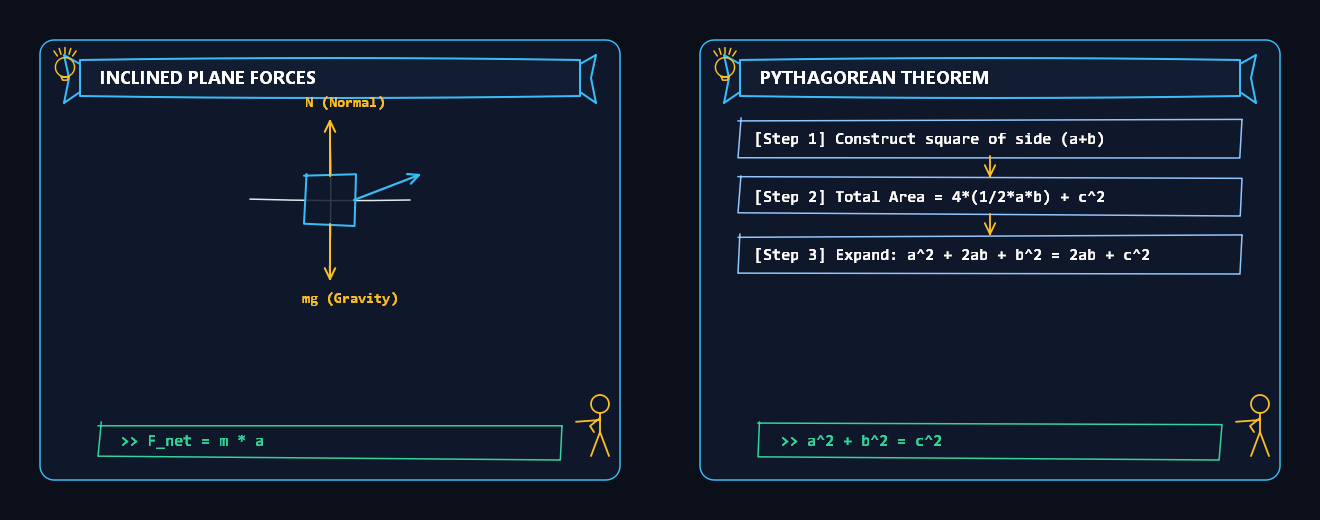 INCLINED PLANE FORCES
N (Normal)
mg (Gravity)
>> F_net = m * a
PYTHAGOREAN THEOREM
[Step 1] Construct square of side (a+b)
[Step 2] Total Area = 4*(1/2*a*b) + c^2
[Step 3] Expand: a^2 + 2ab + b^2 = 2ab + c^2
>> a^2 + b^2 = c^2